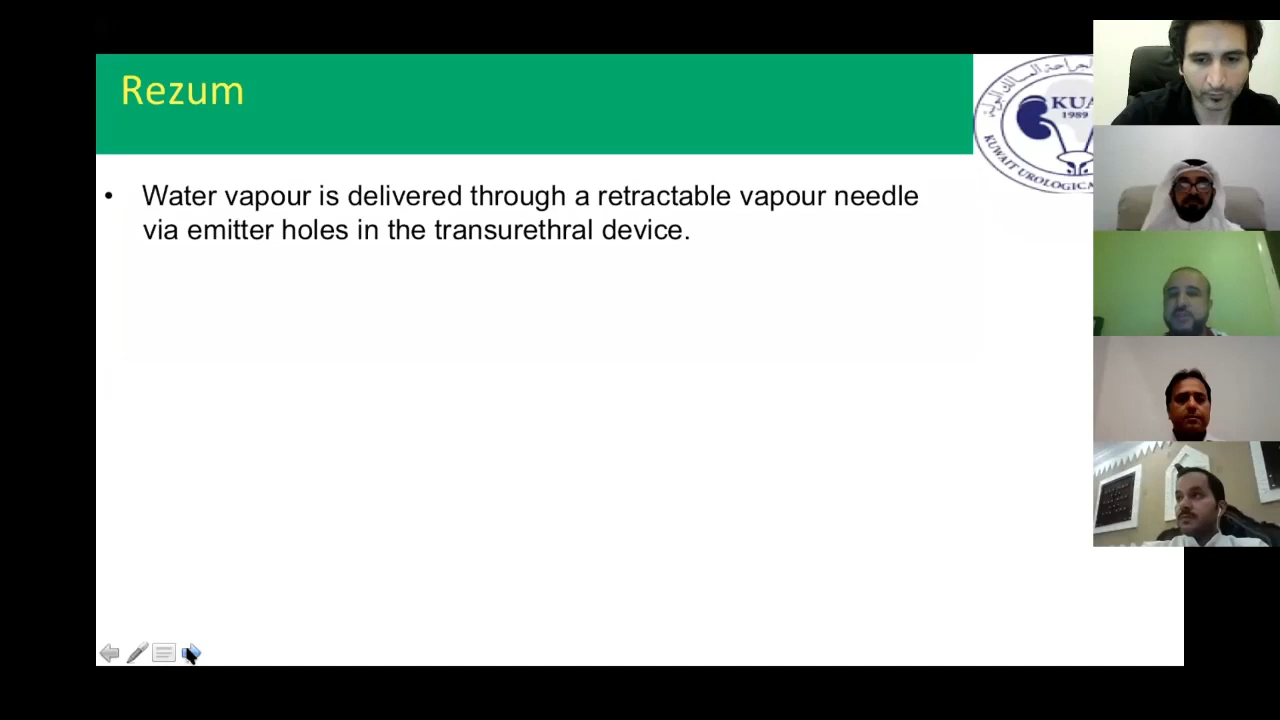 Rezum
• Water vapour is delivered through a retractable vapour needle
via emitter holes in the transurethral device.
KUA
1989
KUWAIT UROLOGICA